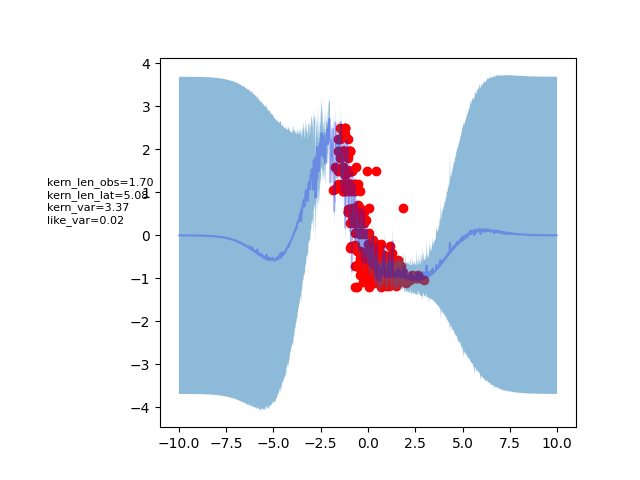 4
3
2
1
0
−1
−2
−3
−4
kern_len_obs=1.70
kern_len_lat=5.08
kern_var=3.37
like_var=0.02
−10.0 −7.5 −5.0 −2.5 0.0 2.5 5.0 7.5 10.0